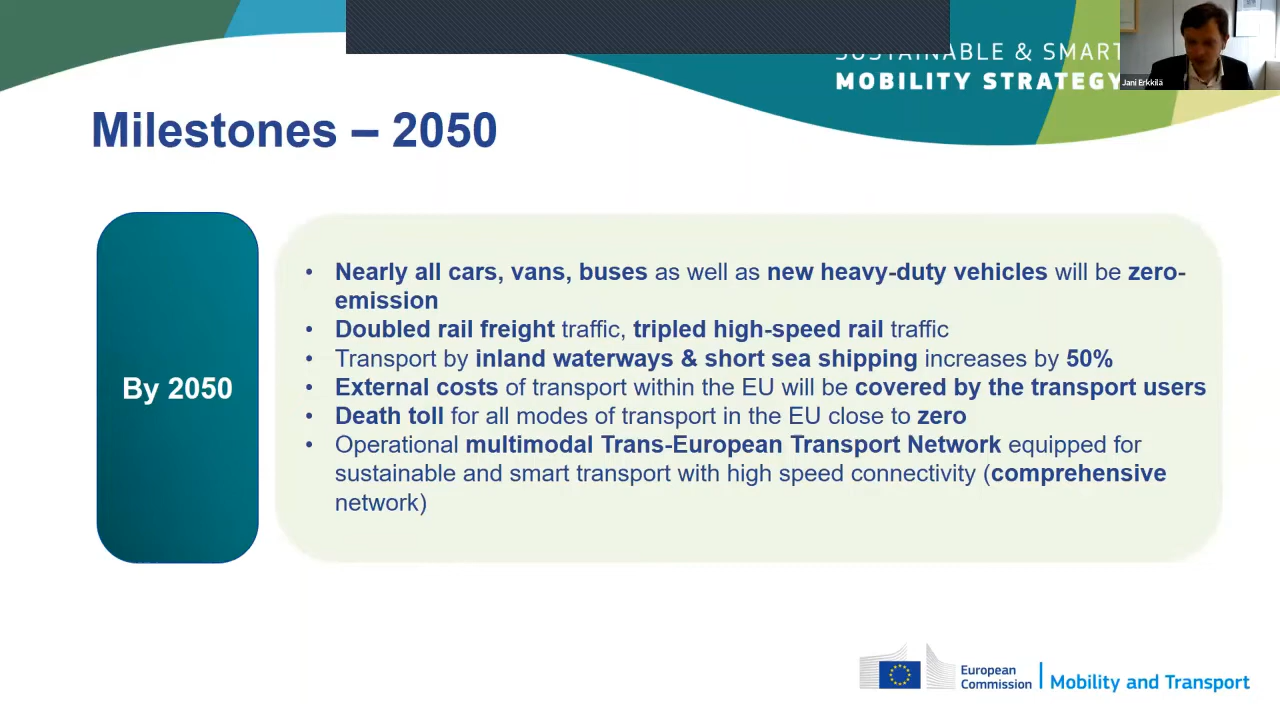 SUSTAINABLE & SMART
MOBILITY STRATEGY
Jani Erkkilä
Milestones – 2050
By 2050
• Nearly all cars, vans, buses as well as new heavy-duty vehicles will be zero-
emission
• Doubled rail freight traffic, tripled high-speed rail traffic
• Transport by inland waterways & short sea shipping increases by 50%
• External costs of transport within the EU will be covered by the transport users
• Death toll for all modes of transport in the EU close to zero
• Operational multimodal Trans-European Transport Network equipped for
sustainable and smart transport with high speed connectivity (comprehensive
network)
European
Commission
Mobility and Transport